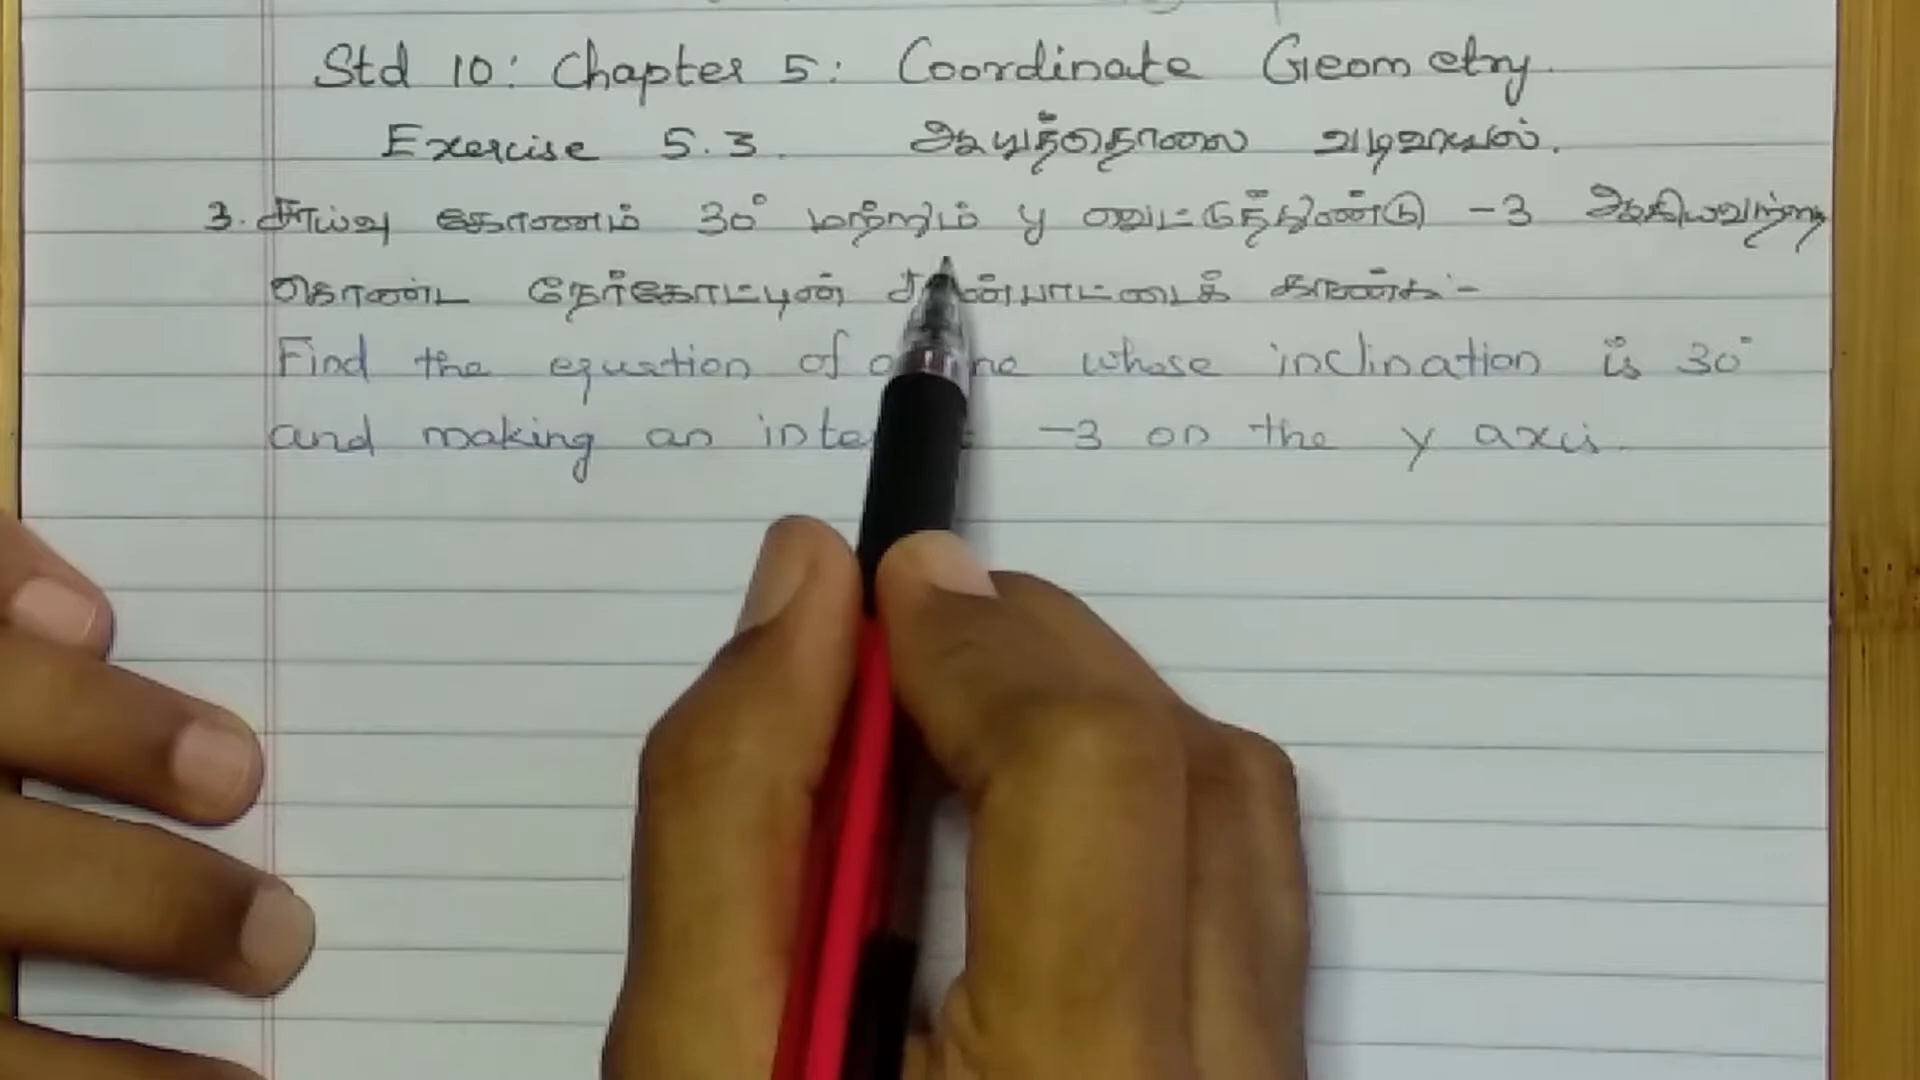 Std 10: Chapter 5: Coordinate Geometry.
Exercise 5.3. ஆயத்தொலை வடிவியல்.
3. சாய்வு கோணம் 30° மற்றும் y வெட்டுத்துண்டு -3 ஆகியவற்றை
கொண்ட நேர்கோட்டின் காண்க:-
Find the equation of whose inclination is 30°
and making an -3 on the y axis.